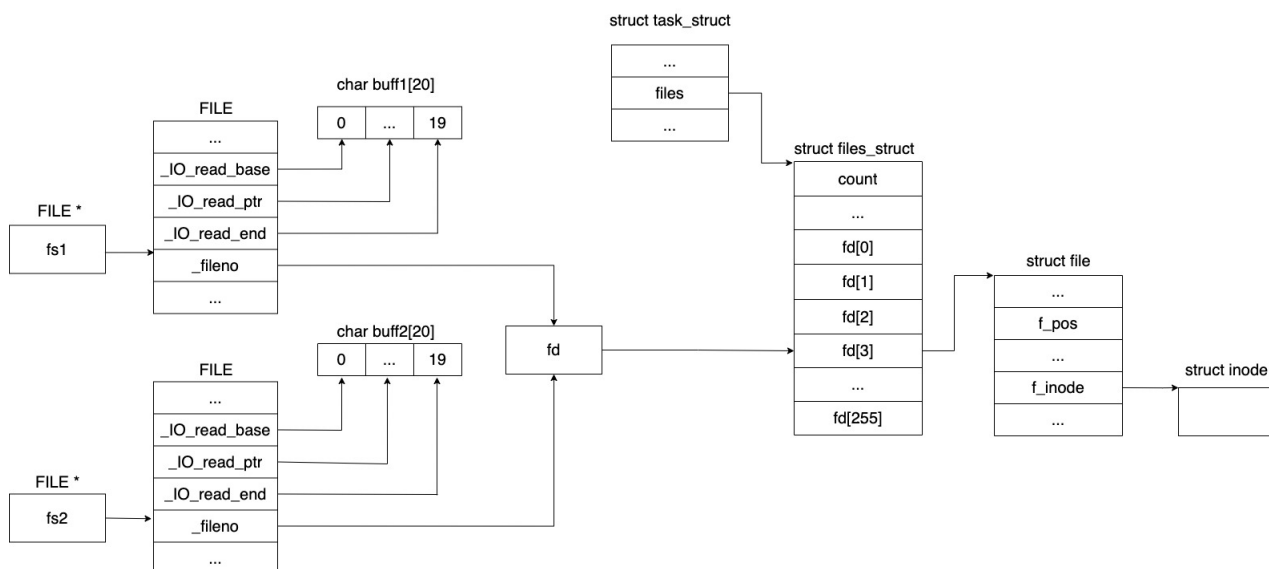 struct task_struct
...
files
...
char buff1[20]
0 ... 19
FILE
...
_IO_read_base
_IO_read_ptr
_IO_read_end
_fileno
...
FILE *
fs1
char buff2[20]
0 ... 19
FILE
...
_IO_read_base
_IO_read_ptr
_IO_read_end
_fileno
...
FILE *
fs2
fd
struct files_struct
count
...
fd[0]
fd[1]
fd[2]
fd[3]
...
fd[255]
struct file
...
f_pos
...
f_inode
...
struct inode